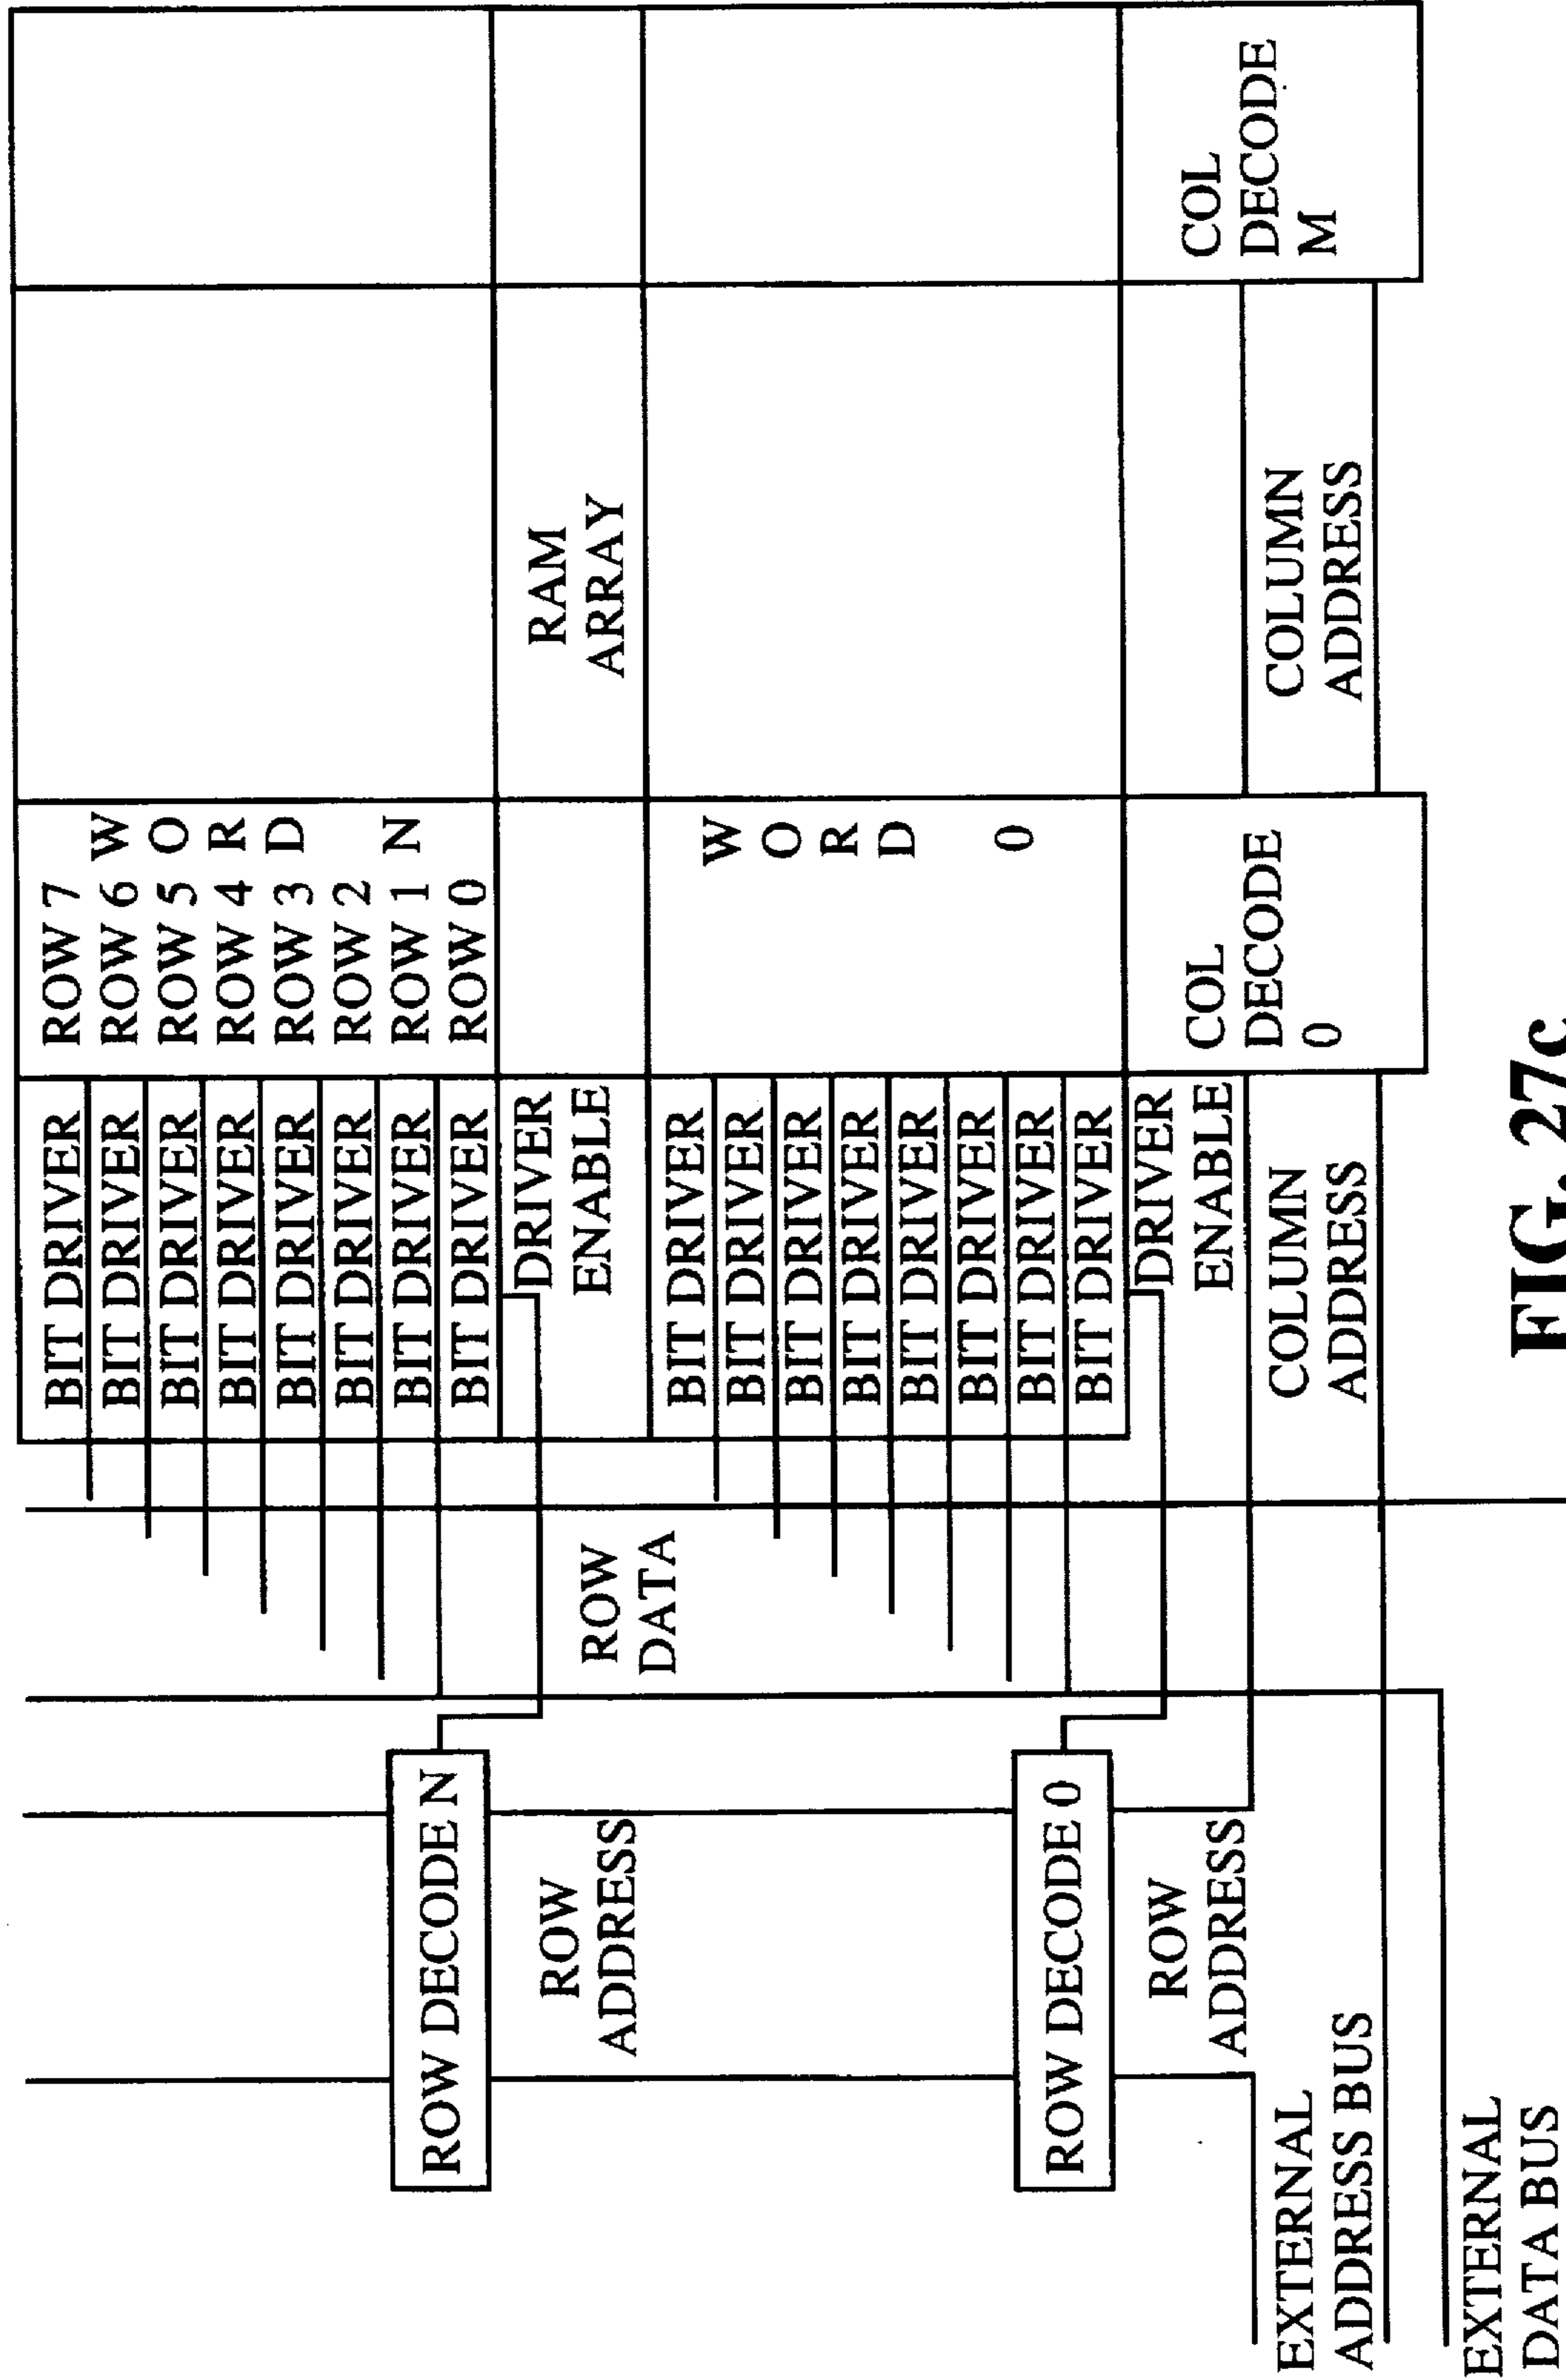 BIT DRIVER ROW 7
BIT DRIVER ROW 6 W
BIT DRIVER ROW 5 O
BIT DRIVER ROW 4 R
BIT DRIVER ROW 3 D
BIT DRIVER ROW 2
BIT DRIVER ROW 1 N
BIT DRIVER ROW 0
ROW DECODE N
DRIVER
ENABLE
RAM
ARRAY
ROW
ADDRESS
ROW
DATA
BIT DRIVER
BIT DRIVER W
BIT DRIVER O
BIT DRIVER R
BIT DRIVER D
BIT DRIVER
BIT DRIVER 0
BIT DRIVER
ROW DECODE 0
DRIVER
ENABLE
COL
DECODE
0
COL
DECODE
M
ROW
ADDRESS
COLUMN
ADDRESS
COLUMN
ADDRESS
EXTERNAL
ADDRESS BUS
EXTERNAL
DATA BUS
FIG. 27c